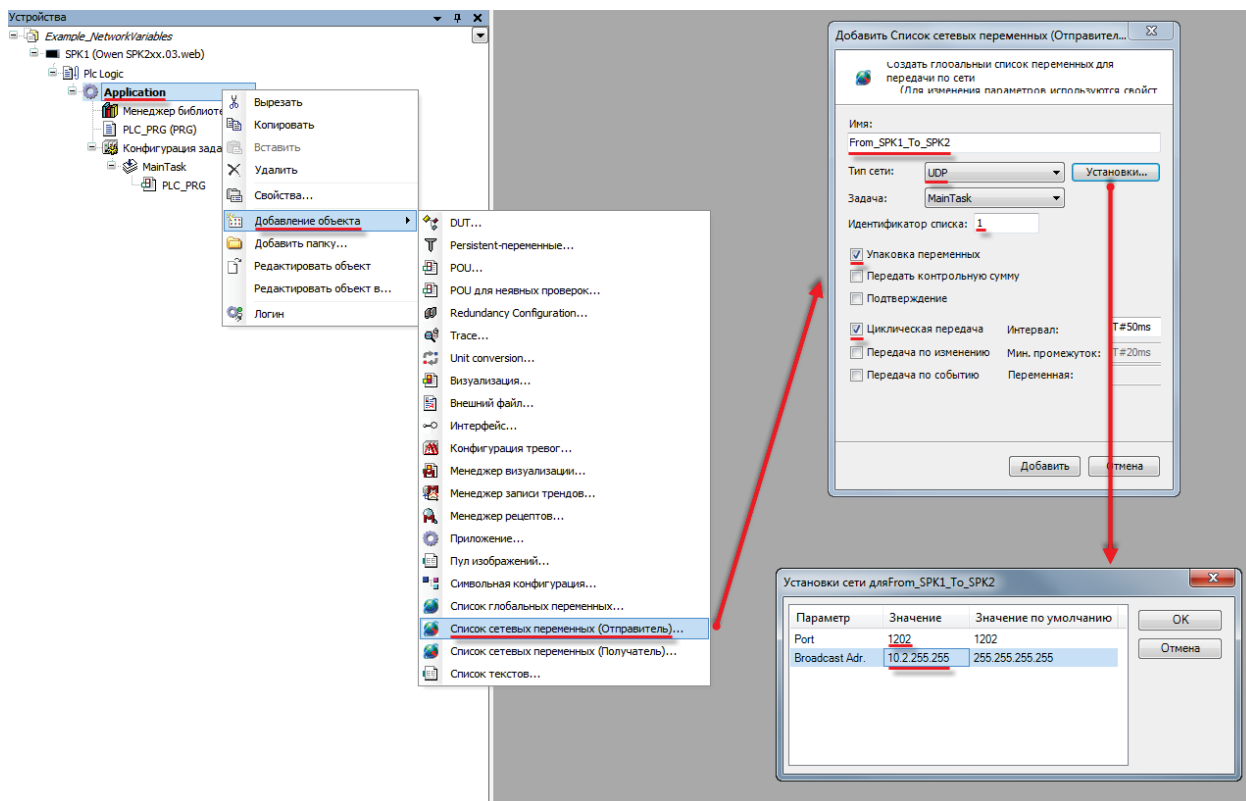 Устройства
Example_NetworkVariables
SPK1 (Owen SPK2xx.03.web)
Plc Logic
Application
Менеджер библиоте
PLC_PRG (PRG)
Конфигурация зада
MainTask
PLC_PRG
Вырезать
Копировать
Вставить
Удалить
Свойства...
Добавление объекта
Добавить папку...
Редактировать объект
Редактировать объект в...
Логин
DUT...
Persistent-переменные...
POU...
POU для неявных проверок...
Redundancy Configuration...
Trace...
Unit conversion...
Визуализация...
Внешний файл...
Интерфейс...
Конфигурация тревог...
Менеджер визуализации...
Менеджер записи трендов...
Менеджер рецептов...
Приложение...
Пул изображений...
Символьная конфигурация...
Список глобальных переменных...
Список сетевых переменных (Отправитель)...
Список сетевых переменных (Получатель)...
Список текстов...
Добавить Список сетевых переменных (Отправител...
Создать глобальный список переменных для
передачи по сети
(Для изменения параметров используются свойст
Имя:
From_SPK1_To_SPK2
Тип сети: UDP Установки...
Задача: MainTask
Идентификатор списка: 1
Упаковка переменных
Передать контрольную сумму
Подтверждение
Циклическая передача Интервал: T#50ms
Передача по изменению Мин. промежуток: T#20ms
Передача по событию Переменная:
Добавить Отмена
Установки сети дляFrom_SPK1_To_SPK2
Параметр Значение Значение по умолчанию OK
Port 1202 1202
Broadcast Adr. 10.2.255.255 255.255.255.255 Отмена